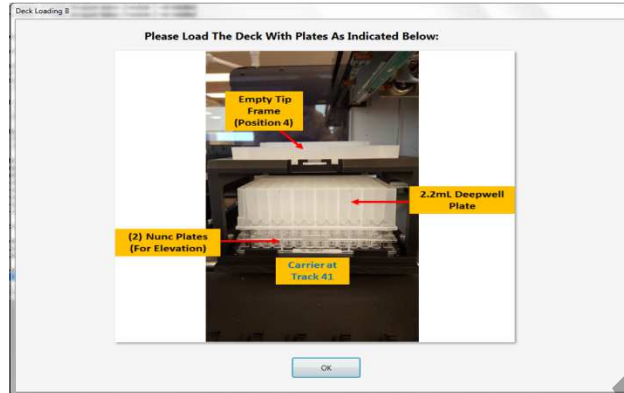 Deck Loading B
Please Load The Deck With Plates As Indicated Below:
Empty Tip
Frame
(Position 4)
2.2mL Deepwell
Plate
(2) Nunc Plates
(For Elevation)
Carrier at
Track 41
OK